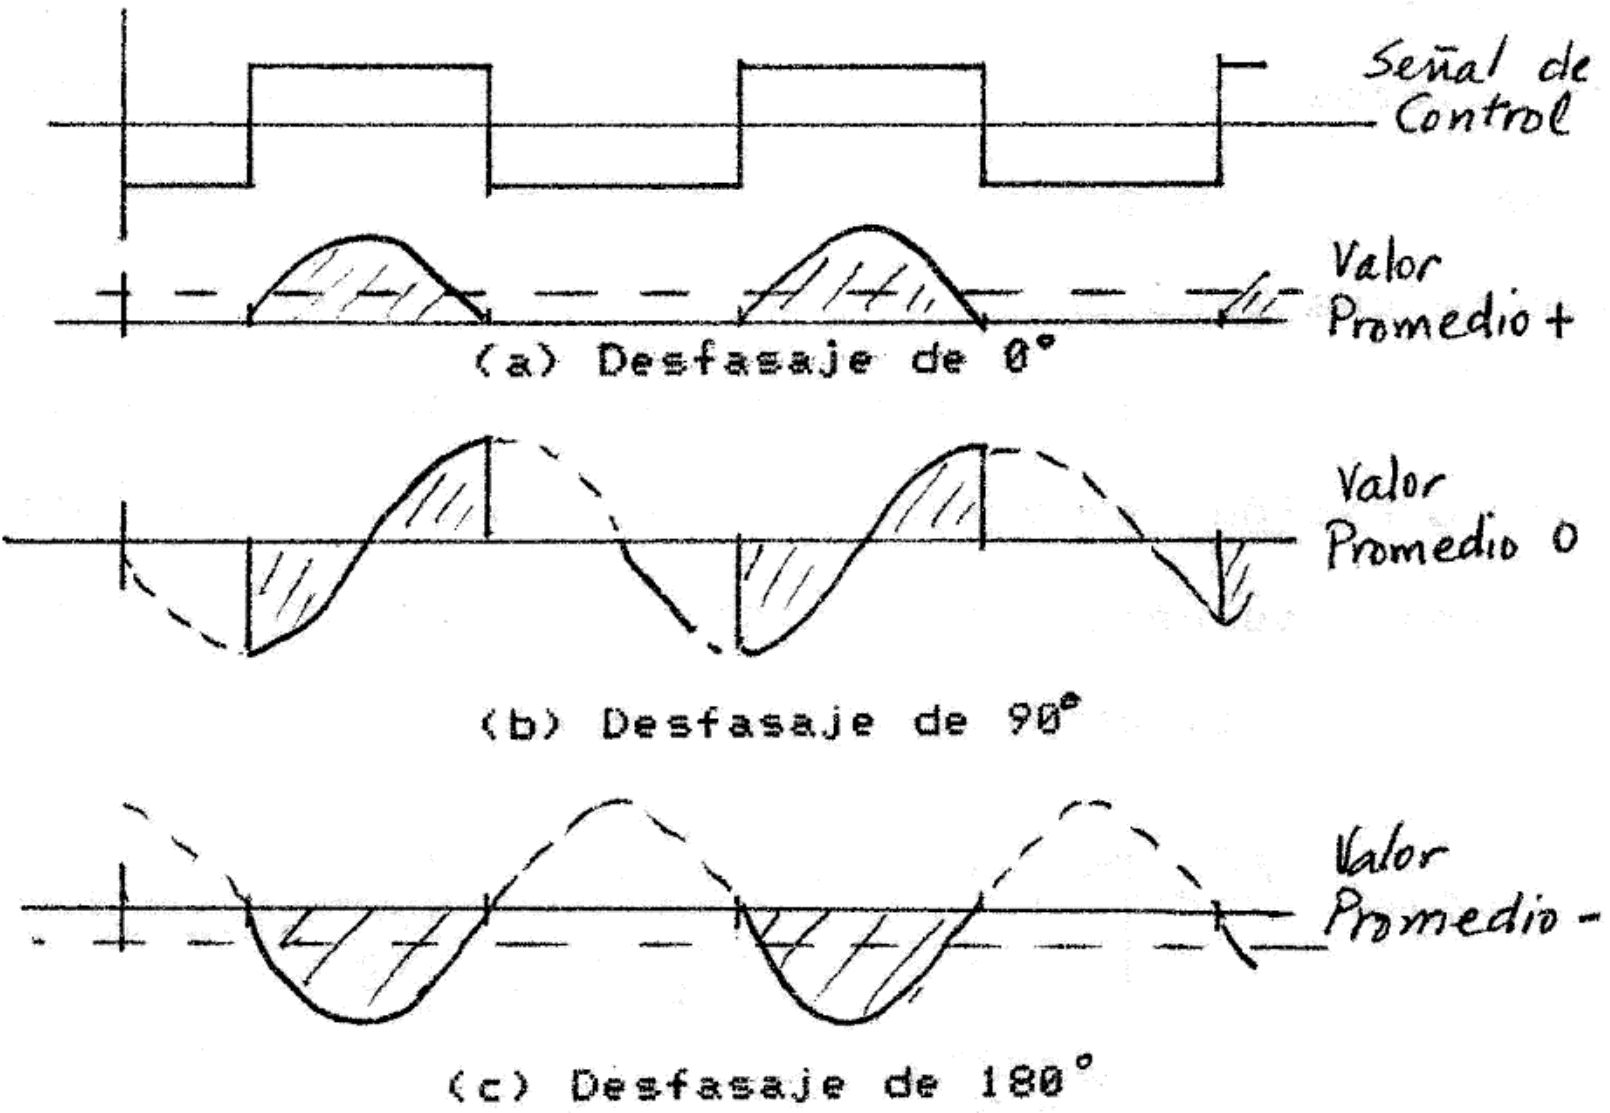 Señal de
Control
Valor
Promedio +
(a) Desfasaje de 0°
Valor
Promedio 0
(b) Desfasaje de 90°
Valor
Promedio -
(c) Desfasaje de 180°